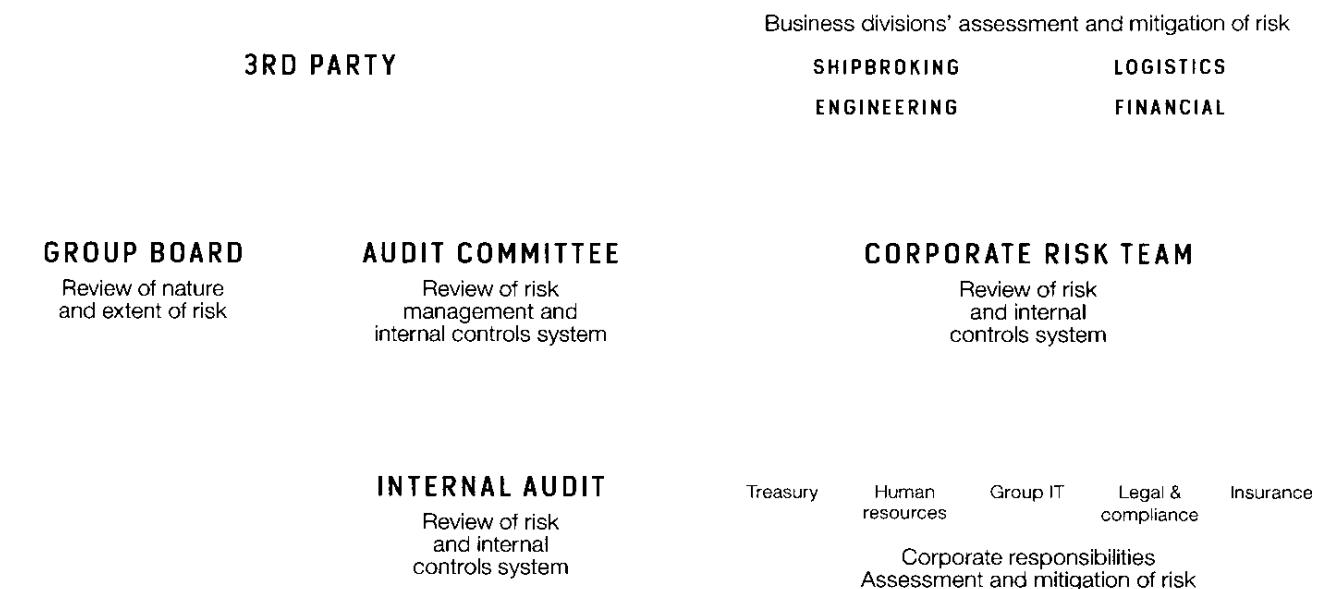 Business divisions' assessment and mitigation of risk
3RD PARTY
SHIPBROKING
LOGISTICS
ENGINEERING
FINANCIAL
GROUP BOARD
Review of nature
and extent of risk
AUDIT COMMITTEE
Review of risk
management and
internal controls system
CORPORATE RISK TEAM
Review of risk
and internal
controls system
INTERNAL AUDIT
Review of risk
and internal
controls system
Treasury
Human
resources
Group IT
Legal &
compliance
Insurance
Corporate responsibilities
Assessment and mitigation of risk